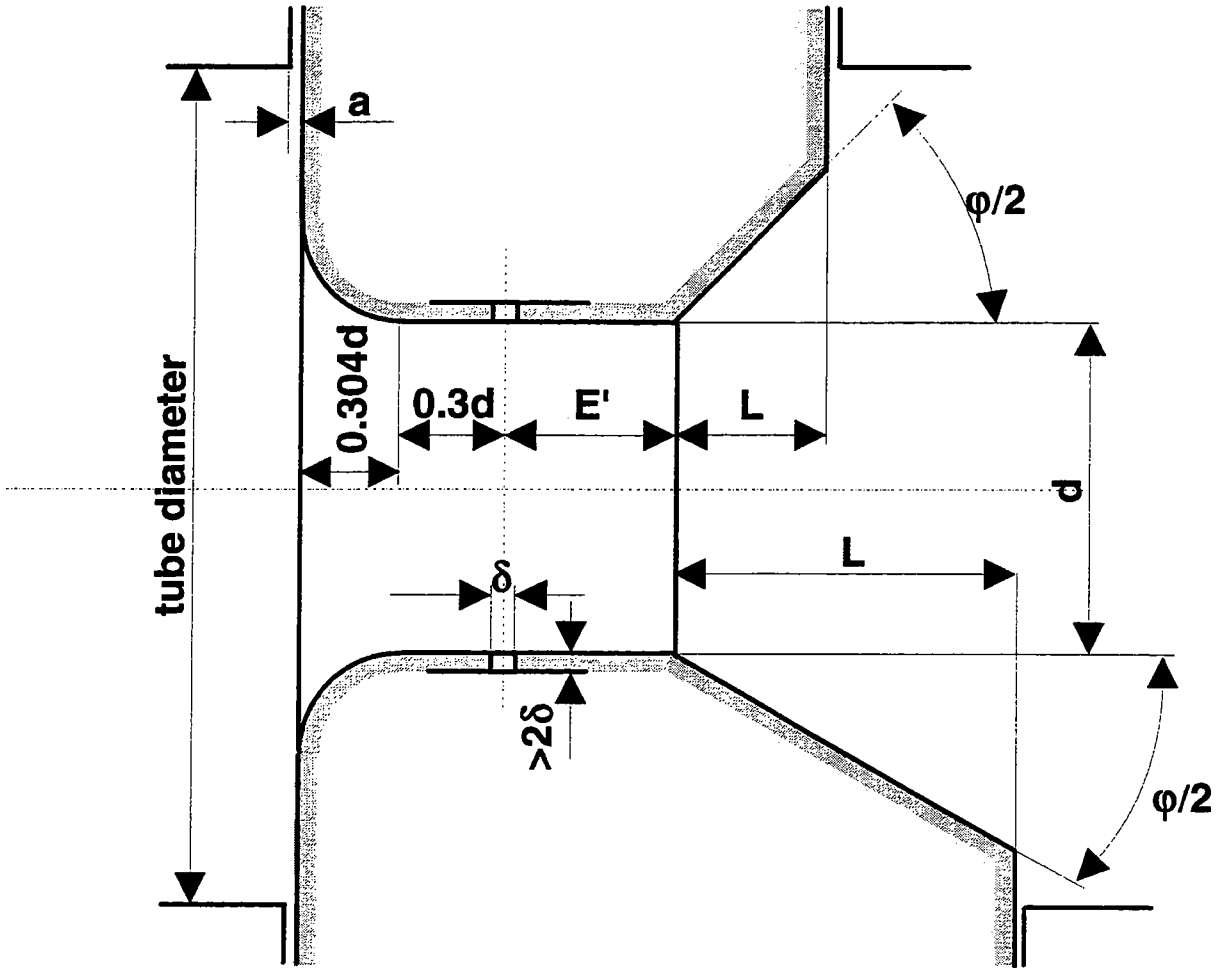 a
φ/2
tube diameter
0.304d
0.3d
E'
L
d
L
δ
>2δ
φ/2